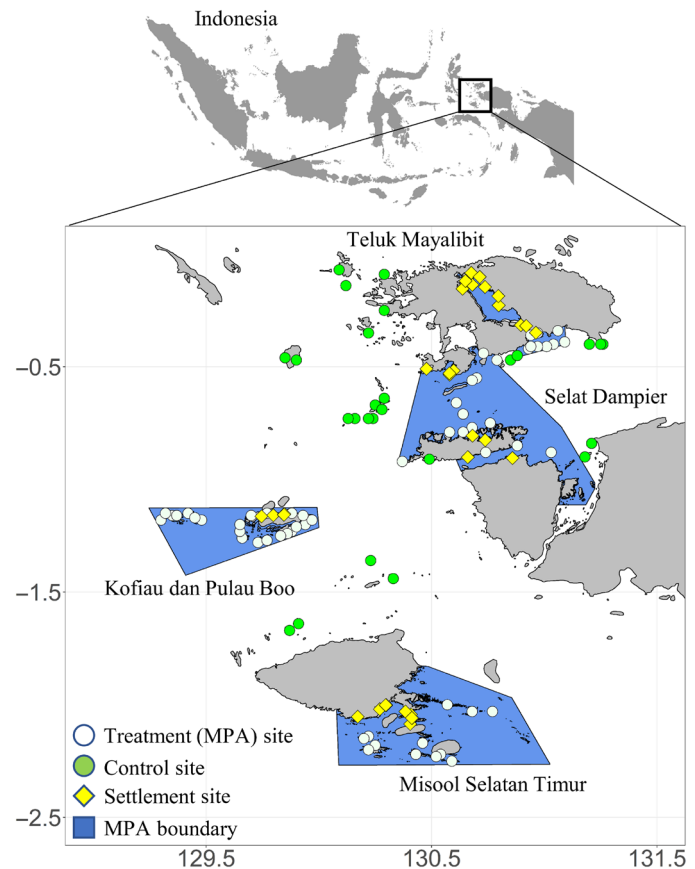 Indonesia
Teluk Mayalibit
−0.5
Selat Dampier
Kofiau dan Pulau Boo
−1.5
Treatment (MPA) site
Control site
Settlement site
Misool Selatan Timur
MPA boundary
−2.5
129.5 130.5 131.5